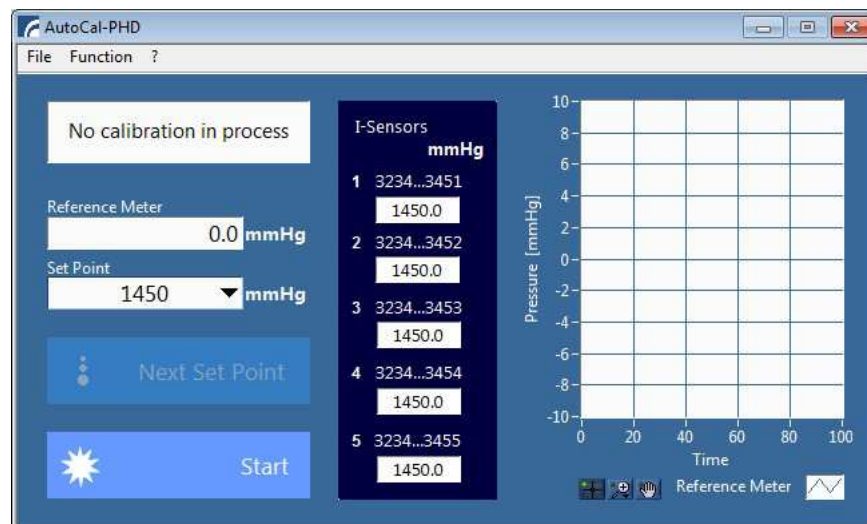 AutoCal-PHD
File Function ?
No calibration in process
Reference Meter
0.0 mmHg
Set Point
1450 mmHg
Next Set Point
Start
I-Sensors
mmHg
1 3234...3451
1450.0
2 3234...3452
1450.0
3 3234...3453
1450.0
4 3234...3454
1450.0
5 3234...3455
1450.0
Pressure [mmHg]
10
8
6
4
2
0
-2
-4
-6
-8
-10
0 20 40 60 80 100
Time
Reference Meter